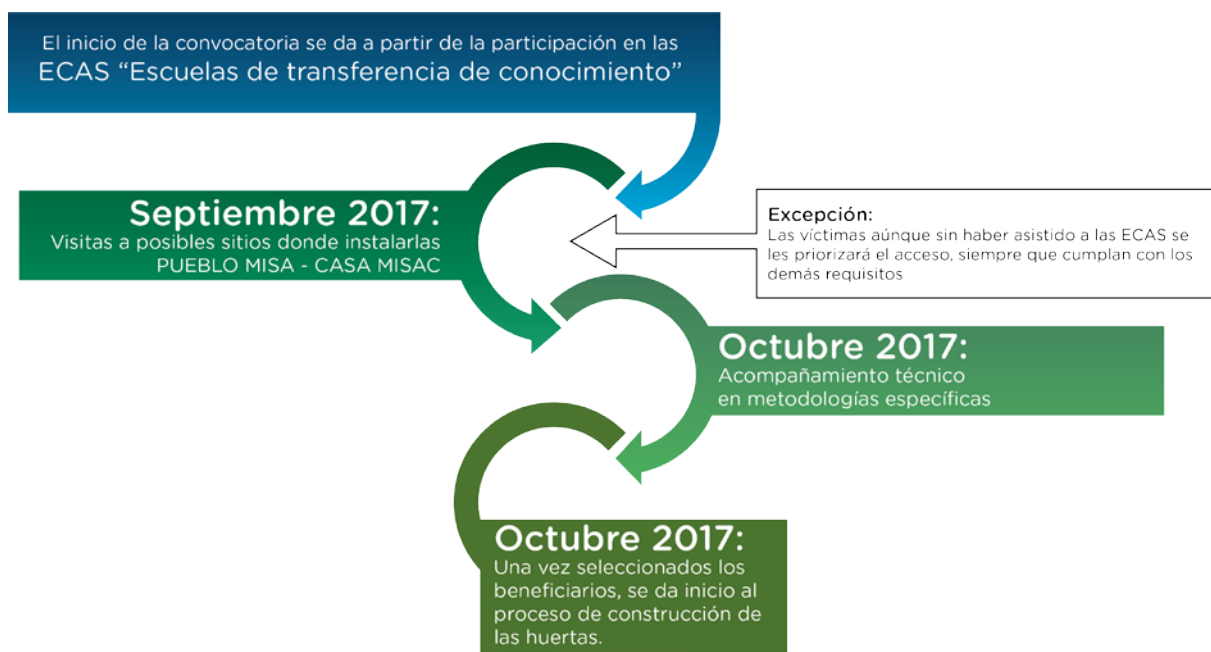 El inicio de la convocatoria se da a partir de la participación en las
ECAS “Escuelas de transferencia de conocimiento”
Septiembre 2017:
Visitas a posibles sitios donde instalarlas
PUEBLO MISA - CASA MISAC
Excepción:
Las víctimas aúnque sin haber asistido a las ECAS se
les priorizará el acceso, siempre que cumplan con los
demás requisitos
Octubre 2017:
Acompañamiento técnico
en metodologías específicas
Octubre 2017:
Una vez seleccionados los
beneficiarios, se da inicio al
proceso de construcción de
las huertas.